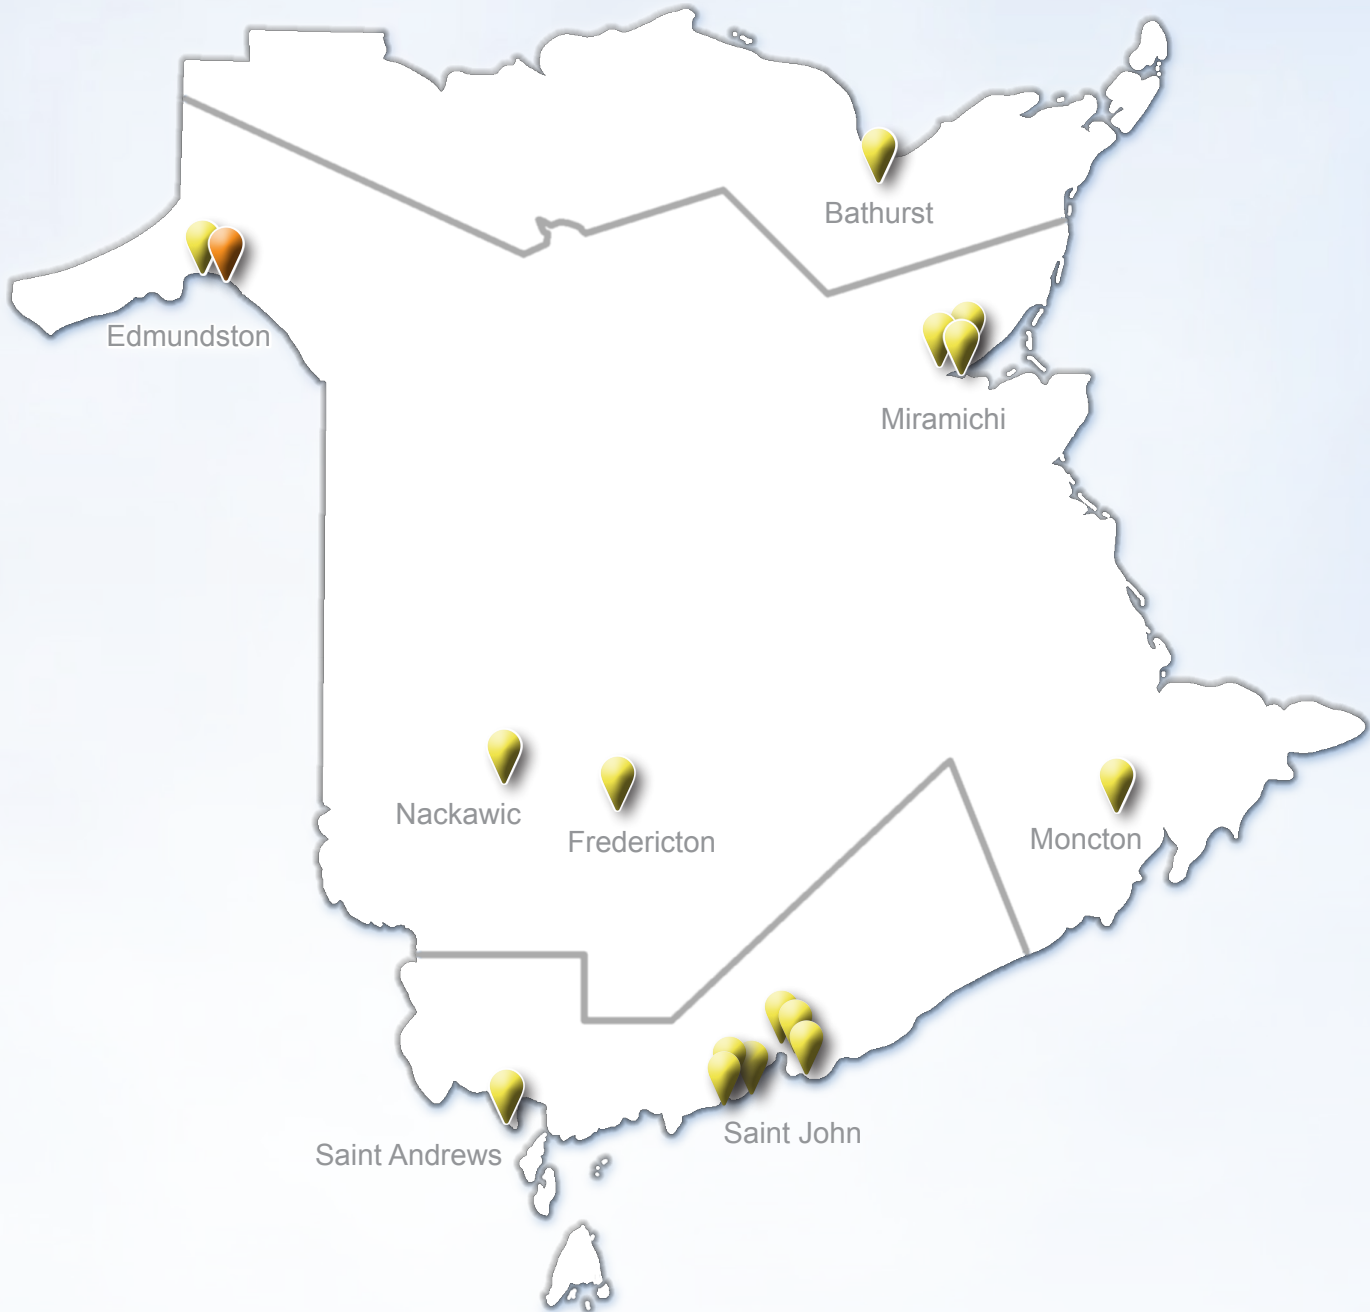 Bathurst
Edmundston
Miramichi
Nackawic
Fredericton
Moncton
Saint John
Saint Andrews